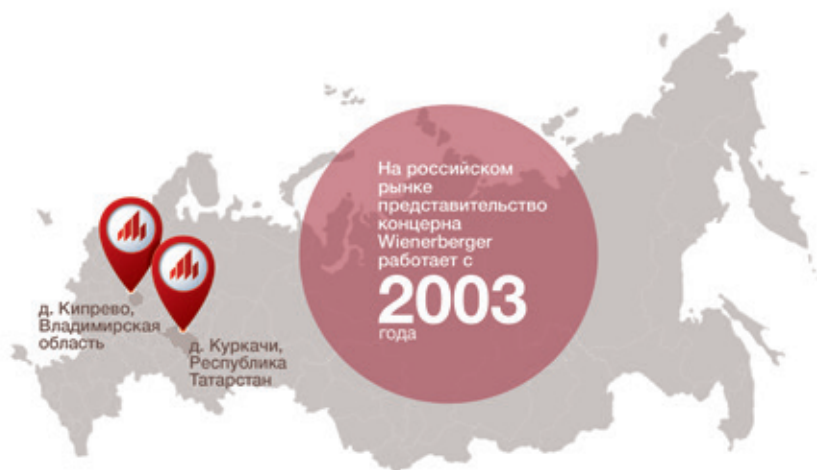 На российском
рынке
представительство
концерна
Wienerberger
работает с
2003
года
д. Кипрево,
Владимирская
область
д. Куркачи,
Республика
Татарстан